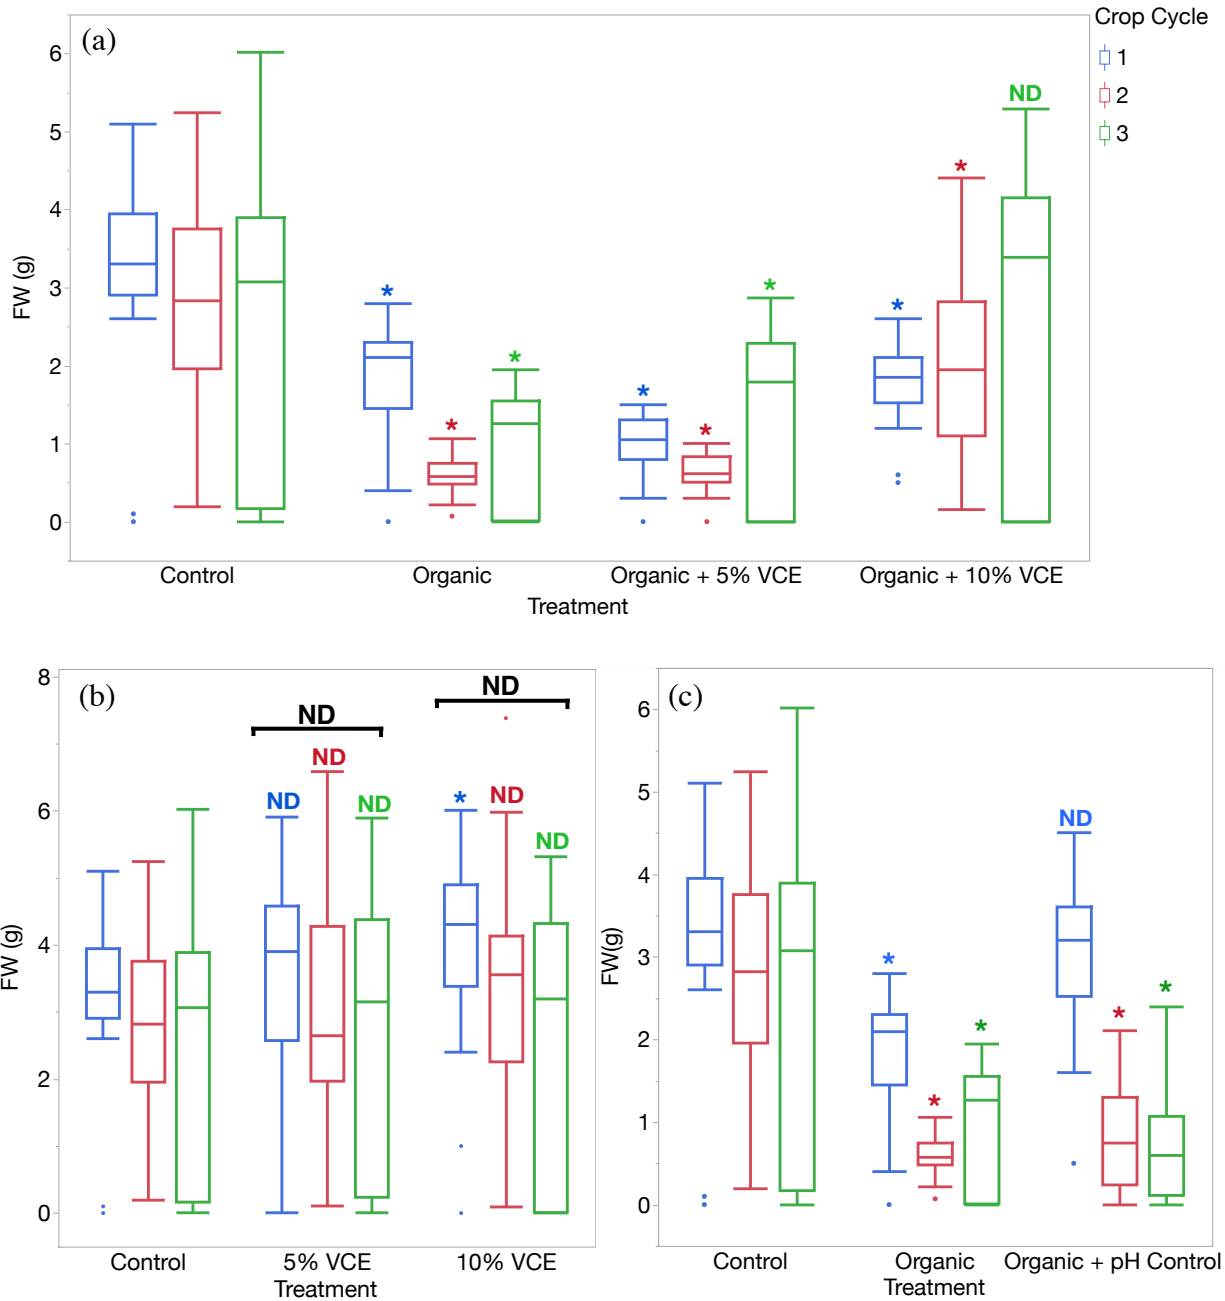 (a)
Crop Cycle
1
2
3
6
5
4
3
2
1
0
FW (g)
*
*
*
*
*
*
*
*
ND
Control
Organic
Organic + 5% VCE
Organic + 10% VCE
Treatment
(b)
8
6
4
2
0
FW (g)
ND
ND
ND
ND
ND
*
ND
ND
Control
5% VCE
10% VCE
Treatment
(c)
6
5
4
3
2
1
0
FW(g)
*
*
*
ND
*
*
Control
Organic
Organic + pH Control
Treatment